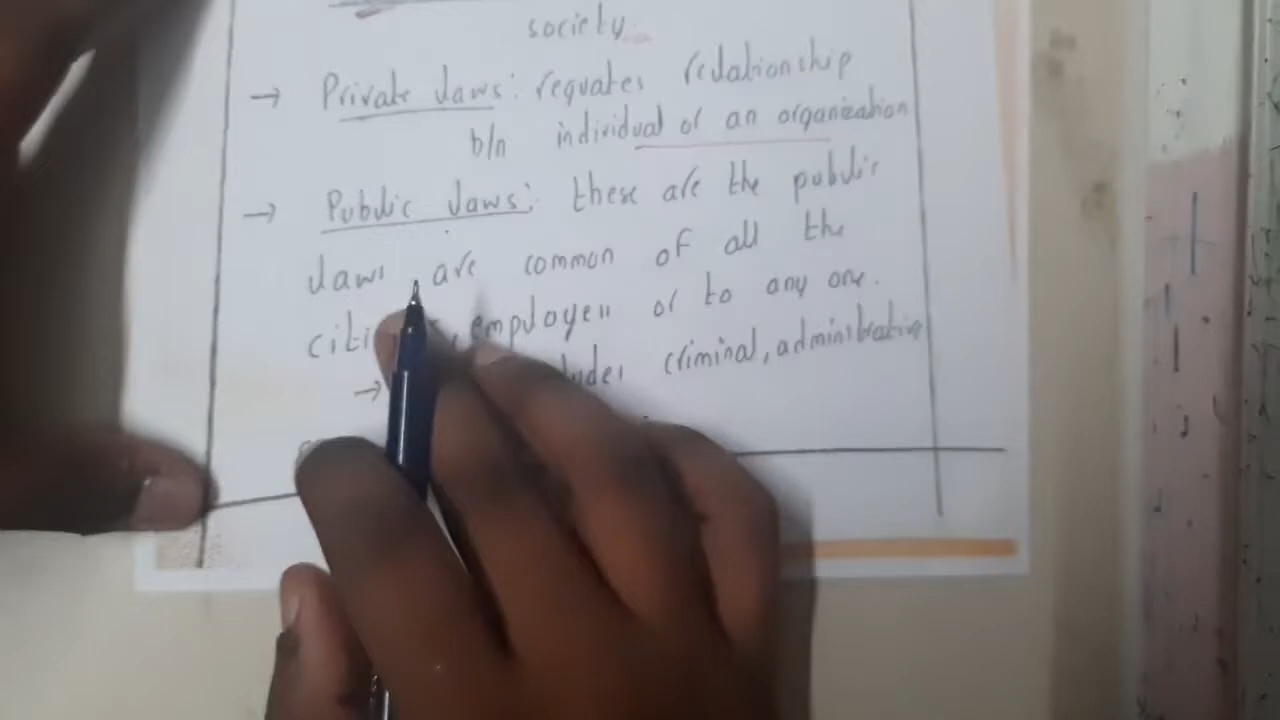 society.
→ Private laws: reguates relationship
b/n individual or an organization
→ Public laws: these are the public
laws, are common of all the
employees or to any one.
→ criminal, administrative